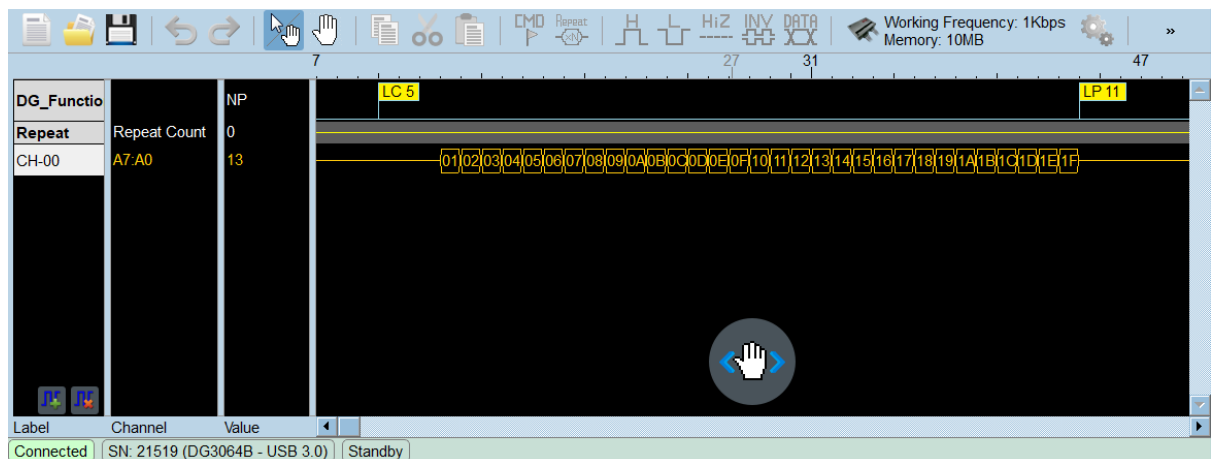 CMD Repeat H L HiZ INV DATA Working Frequency: 1Kbps
Memory: 10MB
»
7 27 31 47
DG_Functio NP LC 5 LP 11
Repeat Repeat Count 0
CH-00 A7:A0 13 01 02 03 04 05 06 07 08 09 0A 0B 0C 0D 0E 0F 10 11 12 13 14 15 16 17 18 19 1A 1B 1C 1D 1E 1F
Label Channel Value
Connected SN: 21519 (DG3064B - USB 3.0) Standby